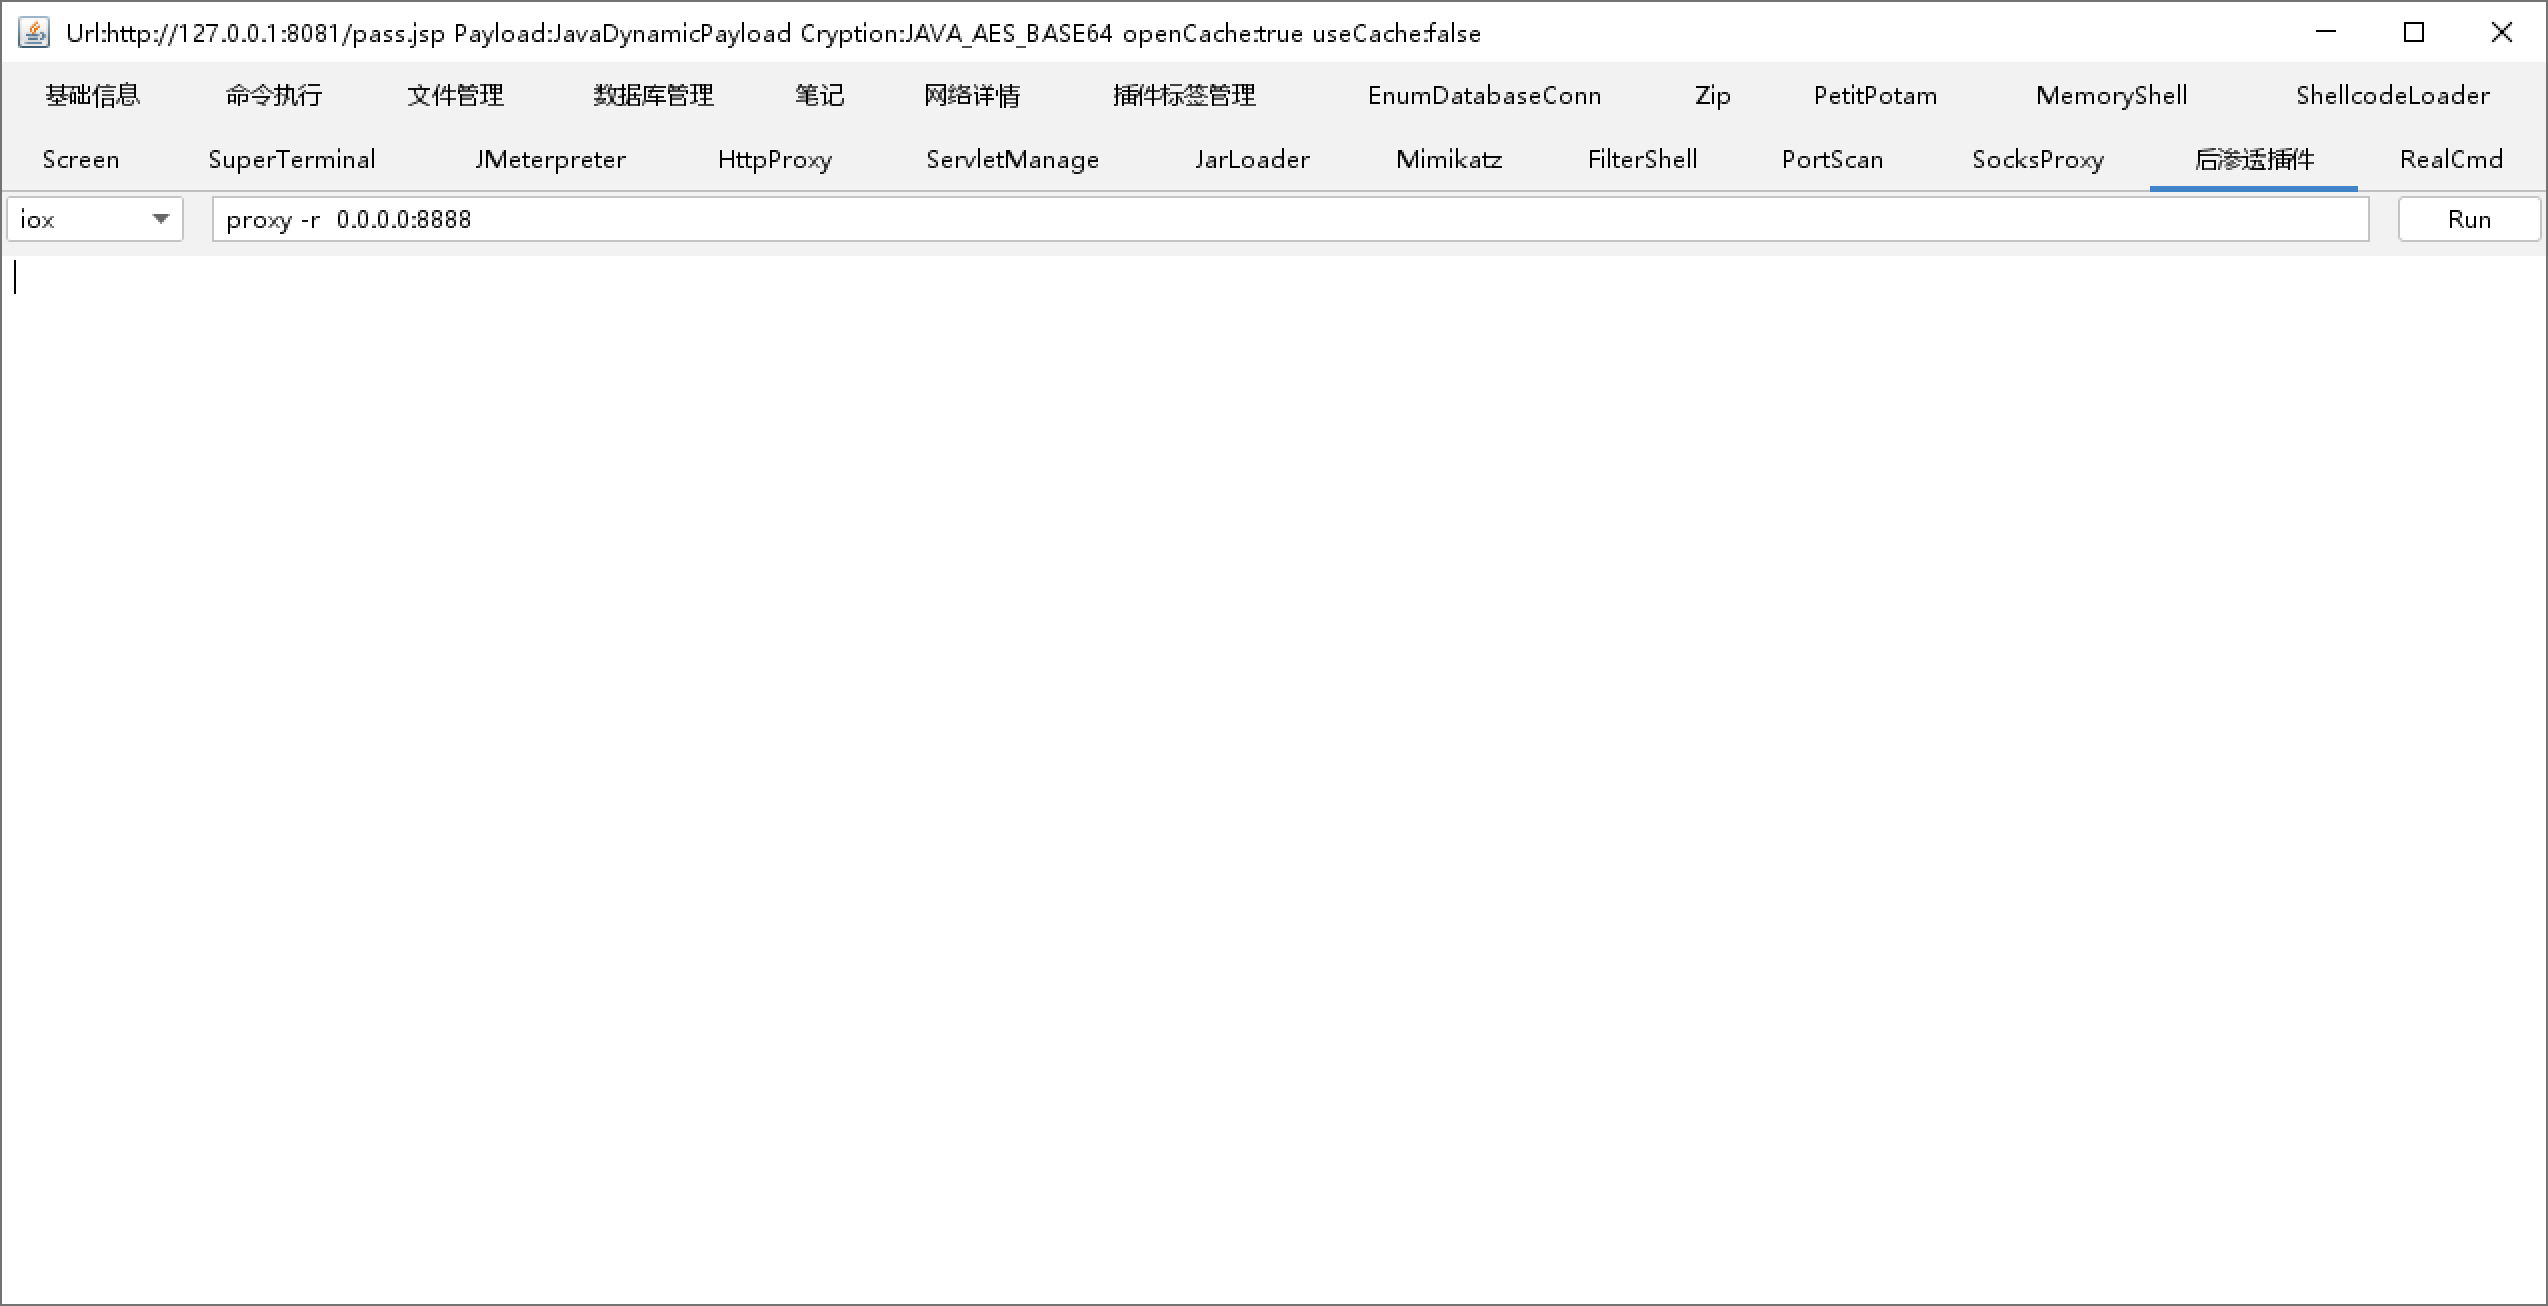 Url:http://127.0.0.1:8081/pass.jsp Payload:JavaDynamicPayload Cryption:JAVA_AES_BASE64 openCache:true useCache:false
基础信息 命令执行 文件管理 数据库管理 笔记 网络详情 插件标签管理 EnumDatabaseConn Zip PetitPotam MemoryShell ShellcodeLoader
Screen SuperTerminal JMeterpreter HttpProxy ServletManage JarLoader Mimikatz FilterShell PortScan SocksProxy 后渗透插件 RealCmd
iox proxy -r  0.0.0.0:8888 Run